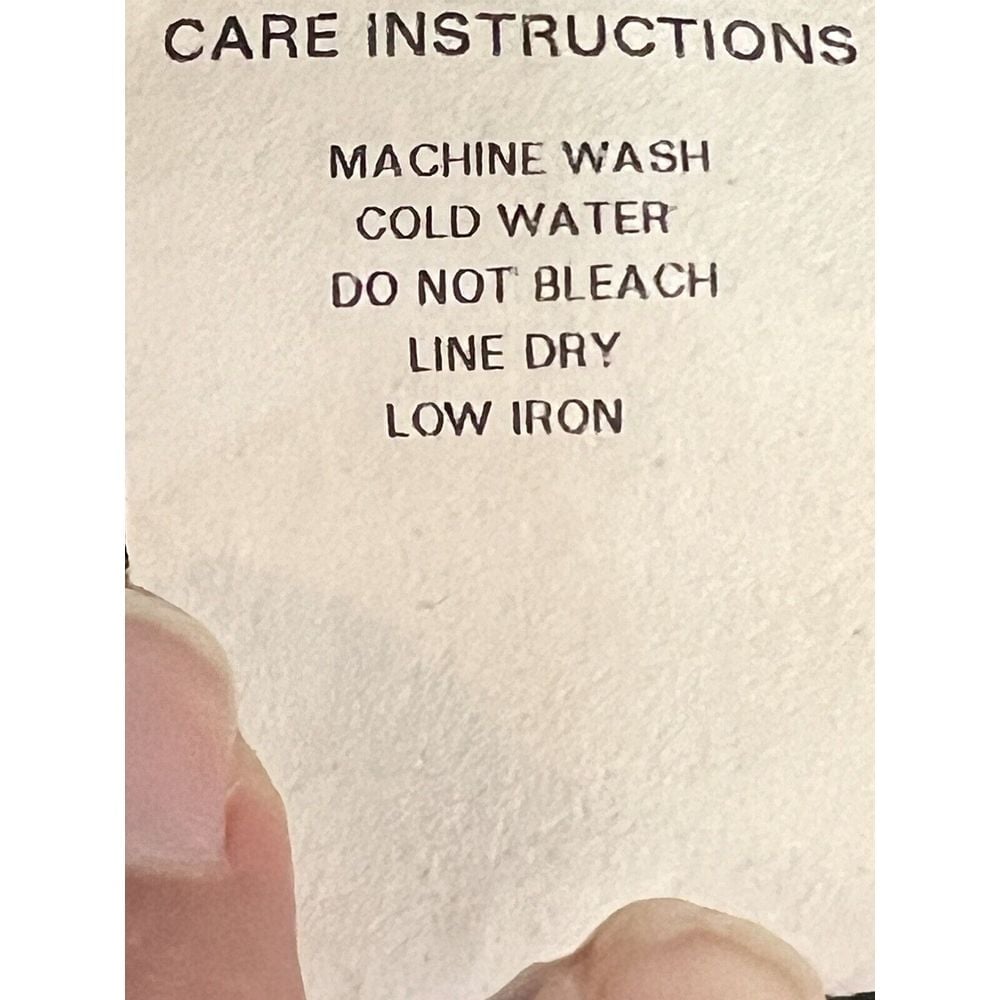 CARE INSTRUCTIONS
MACHINE WASH
COLD WATER
DO NOT BLEACH
LINE DRY
LOW IRON